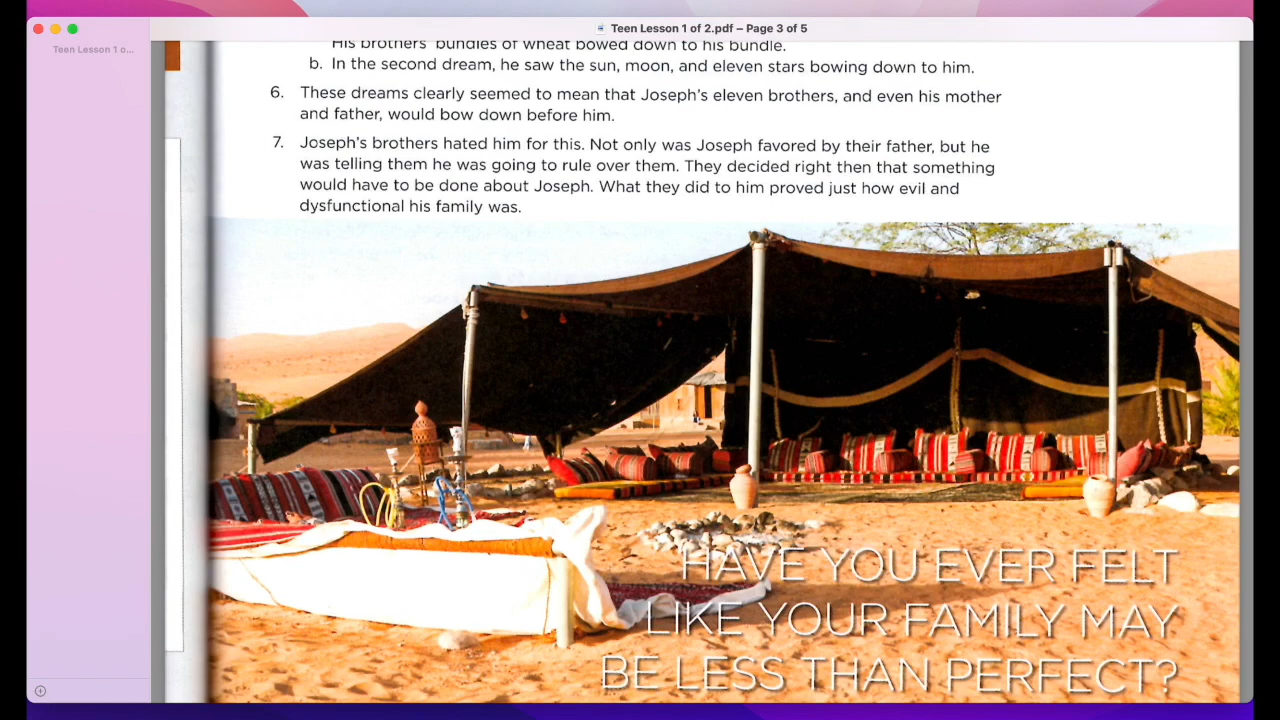 Teen Lesson 1 of 2.pdf – Page 3 of 5
Teen Lesson 1 o...
His brothers' bundles of wheat bowed down to his bundle.
b. In the second dream, he saw the sun, moon, and eleven stars bowing down to him.
6. These dreams clearly seemed to mean that Joseph's eleven brothers, and even his mother
and father, would bow down before him.
7. Joseph's brothers hated him for this. Not only was Joseph favored by their father, but he
was telling them he was going to rule over them. They decided right then that something
would have to be done about Joseph. What they did to him proved just how evil and
dysfunctional his family was.
HAVE YOU EVER FELT
LIKE YOUR FAMILY MAY
BE LESS THAN PERFECT?